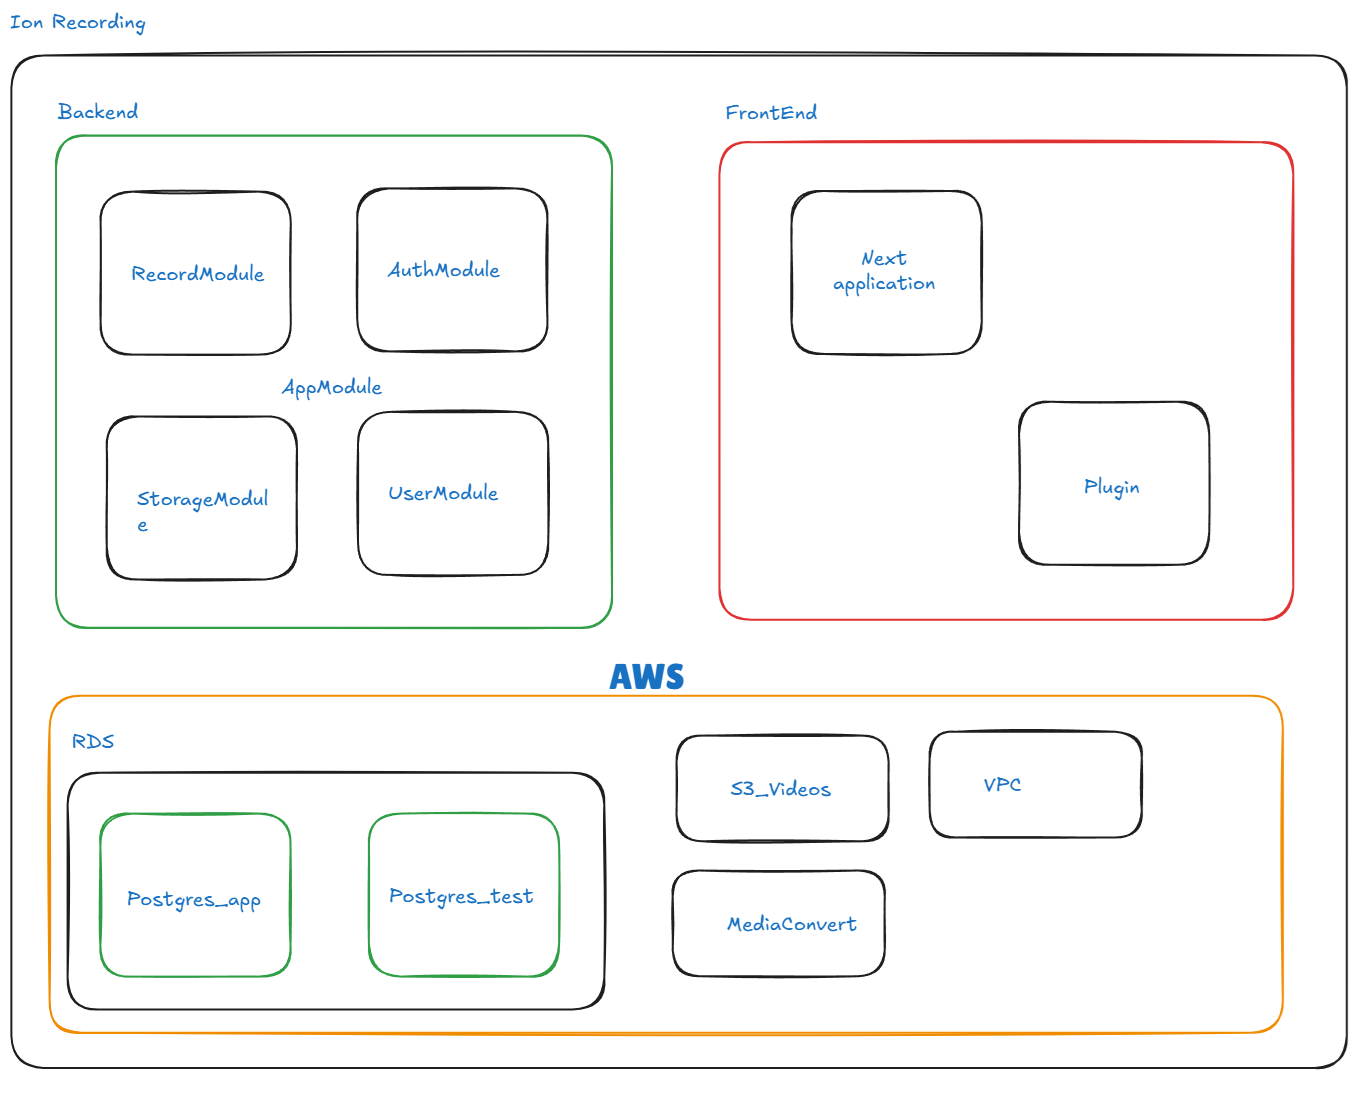 Ion Recording
Backend
FrontEnd
RecordModule
AuthModule
Next
application
AppModule
StorageModul
e
UserModule
Plugin
AWS
RDS
S3_Videos
VPC
Postgres_app
Postgres_test
MediaConvert